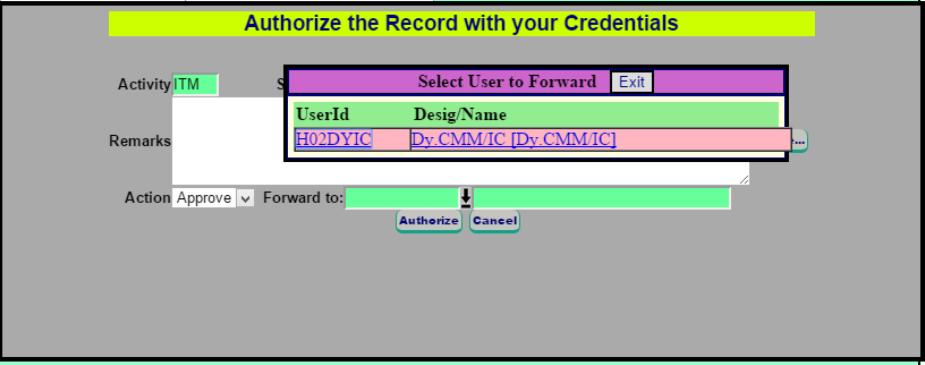 Authorize the Record with your Credentials
Activity ITM S
Select User to Forward Exit
UserId Desig/Name
H02DYIC Dy.CMM/IC [Dy.CMM/IC]
Remarks
Action Approve Forward to:
Authorize Cancel